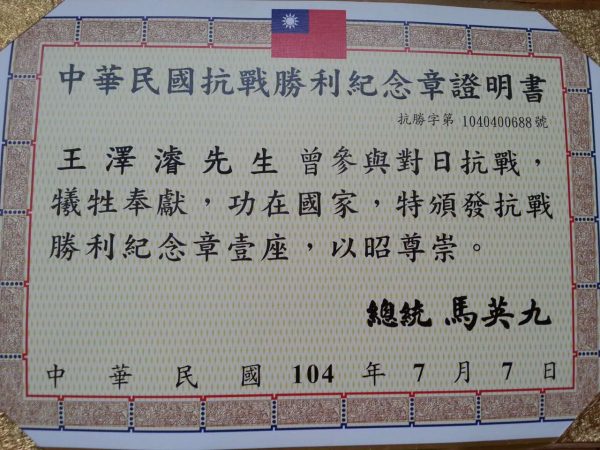 中華民國抗戰勝利紀念章證明書
抗勝字第 1040400688 號
王澤濬先生曾參與對日抗戰，
犧牲奉獻，功在國家，特頒發抗戰
勝利紀念章壹座，以昭尊崇。
總統 馬英九
中華民國 104 年 7 月 7 日